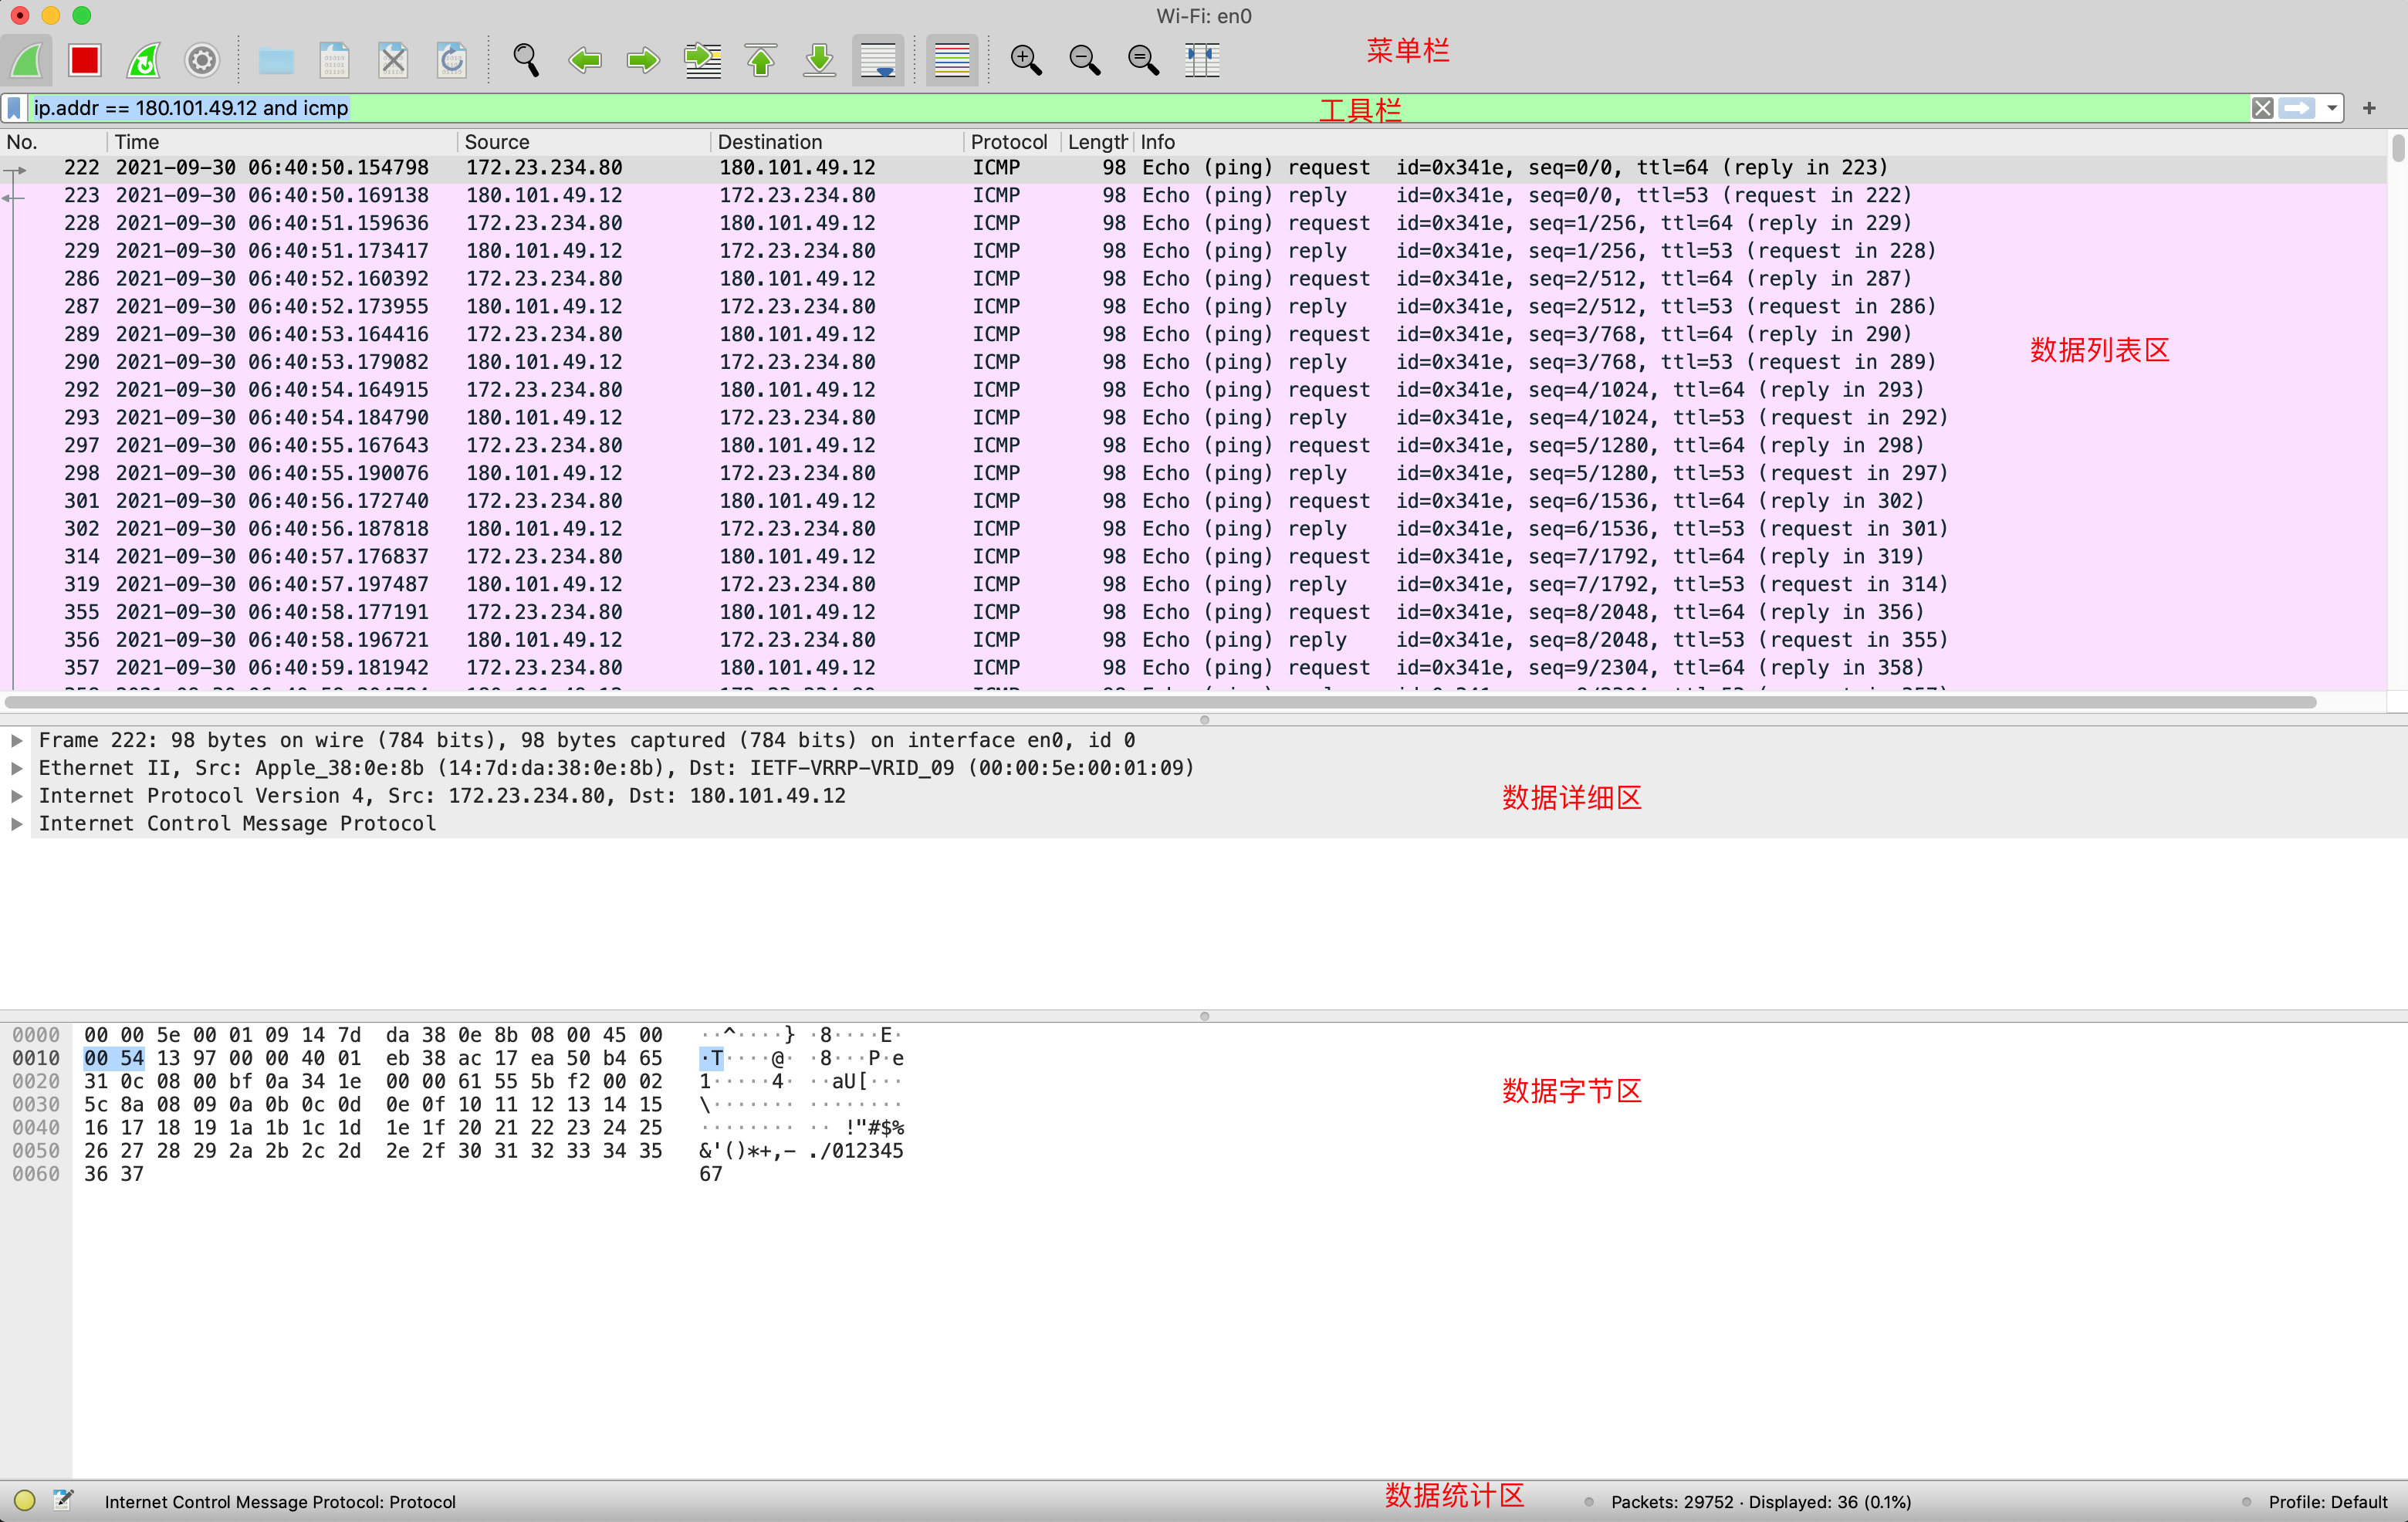 Wi-Fi: en0
菜单栏
ip.addr == 180.101.49.12 and icmp 工具栏
No. Time Source Destination Protocol Length Info
222 2021-09-30 06:40:50.154798 172.23.234.80 180.101.49.12 ICMP 98 Echo (ping) request id=0x341e, seq=0/0, ttl=64 (reply in 223)
223 2021-09-30 06:40:50.169138 180.101.49.12 172.23.234.80 ICMP 98 Echo (ping) reply id=0x341e, seq=0/0, ttl=53 (request in 222)
228 2021-09-30 06:40:51.159636 172.23.234.80 180.101.49.12 ICMP 98 Echo (ping) request id=0x341e, seq=1/256, ttl=64 (reply in 229)
229 2021-09-30 06:40:51.173417 180.101.49.12 172.23.234.80 ICMP 98 Echo (ping) reply id=0x341e, seq=1/256, ttl=53 (request in 228)
286 2021-09-30 06:40:52.160392 172.23.234.80 180.101.49.12 ICMP 98 Echo (ping) request id=0x341e, seq=2/512, ttl=64 (reply in 287)
287 2021-09-30 06:40:52.173955 180.101.49.12 172.23.234.80 ICMP 98 Echo (ping) reply id=0x341e, seq=2/512, ttl=53 (request in 286)
289 2021-09-30 06:40:53.164416 172.23.234.80 180.101.49.12 ICMP 98 Echo (ping) request id=0x341e, seq=3/768, ttl=64 (reply in 290)
数据列表区
290 2021-09-30 06:40:53.179082 180.101.49.12 172.23.234.80 ICMP 98 Echo (ping) reply id=0x341e, seq=3/768, ttl=53 (request in 289)
292 2021-09-30 06:40:54.164915 172.23.234.80 180.101.49.12 ICMP 98 Echo (ping) request id=0x341e, seq=4/1024, ttl=64 (reply in 293)
293 2021-09-30 06:40:54.184790 180.101.49.12 172.23.234.80 ICMP 98 Echo (ping) reply id=0x341e, seq=4/1024, ttl=53 (request in 292)
297 2021-09-30 06:40:55.167643 172.23.234.80 180.101.49.12 ICMP 98 Echo (ping) request id=0x341e, seq=5/1280, ttl=64 (reply in 298)
298 2021-09-30 06:40:55.190076 180.101.49.12 172.23.234.80 ICMP 98 Echo (ping) reply id=0x341e, seq=5/1280, ttl=53 (request in 297)
301 2021-09-30 06:40:56.172740 172.23.234.80 180.101.49.12 ICMP 98 Echo (ping) request id=0x341e, seq=6/1536, ttl=64 (reply in 302)
302 2021-09-30 06:40:56.187818 180.101.49.12 172.23.234.80 ICMP 98 Echo (ping) reply id=0x341e, seq=6/1536, ttl=53 (request in 301)
314 2021-09-30 06:40:57.176837 172.23.234.80 180.101.49.12 ICMP 98 Echo (ping) request id=0x341e, seq=7/1792, ttl=64 (reply in 319)
319 2021-09-30 06:40:57.197487 180.101.49.12 172.23.234.80 ICMP 98 Echo (ping) reply id=0x341e, seq=7/1792, ttl=53 (request in 314)
355 2021-09-30 06:40:58.177191 172.23.234.80 180.101.49.12 ICMP 98 Echo (ping) request id=0x341e, seq=8/2048, ttl=64 (reply in 356)
356 2021-09-30 06:40:58.196721 180.101.49.12 172.23.234.80 ICMP 98 Echo (ping) reply id=0x341e, seq=8/2048, ttl=53 (request in 355)
357 2021-09-30 06:40:59.181942 172.23.234.80 180.101.49.12 ICMP 98 Echo (ping) request id=0x341e, seq=9/2304, ttl=64 (reply in 358)
Frame 222: 98 bytes on wire (784 bits), 98 bytes captured (784 bits) on interface en0, id 0
Ethernet II, Src: Apple_38:0e:8b (14:7d:da:38:0e:8b), Dst: IETF-VRRP-VRID_09 (00:00:5e:00:01:09)
Internet Protocol Version 4, Src: 172.23.234.80, Dst: 180.101.49.12
数据详细区
Internet Control Message Protocol
0000 00 00 5e 00 01 09 14 7d da 38 0e 8b 08 00 45 00 ··^····} ·8····E·
0010 00 54 13 97 00 00 40 01 eb 38 ac 17 ea 50 b4 65 ·T····@· ·8···P·e
0020 31 0c 08 00 bf 0a 34 1e 00 00 61 55 5b f2 00 02 1·····4· ··aU[···
数据字节区
0030 5c 8a 08 09 0a 0b 0c 0d 0e 0f 10 11 12 13 14 15 \······· ········
0040 16 17 18 19 1a 1b 1c 1d 1e 1f 20 21 22 23 24 25 ········ ·· !"#$%
0050 26 27 28 29 2a 2b 2c 2d 2e 2f 30 31 32 33 34 35 &'()*+,- ./012345
0060 36 37 67
Internet Control Message Protocol: Protocol 数据统计区 Packets: 29752 · Displayed: 36 (0.1%) Profile: Default